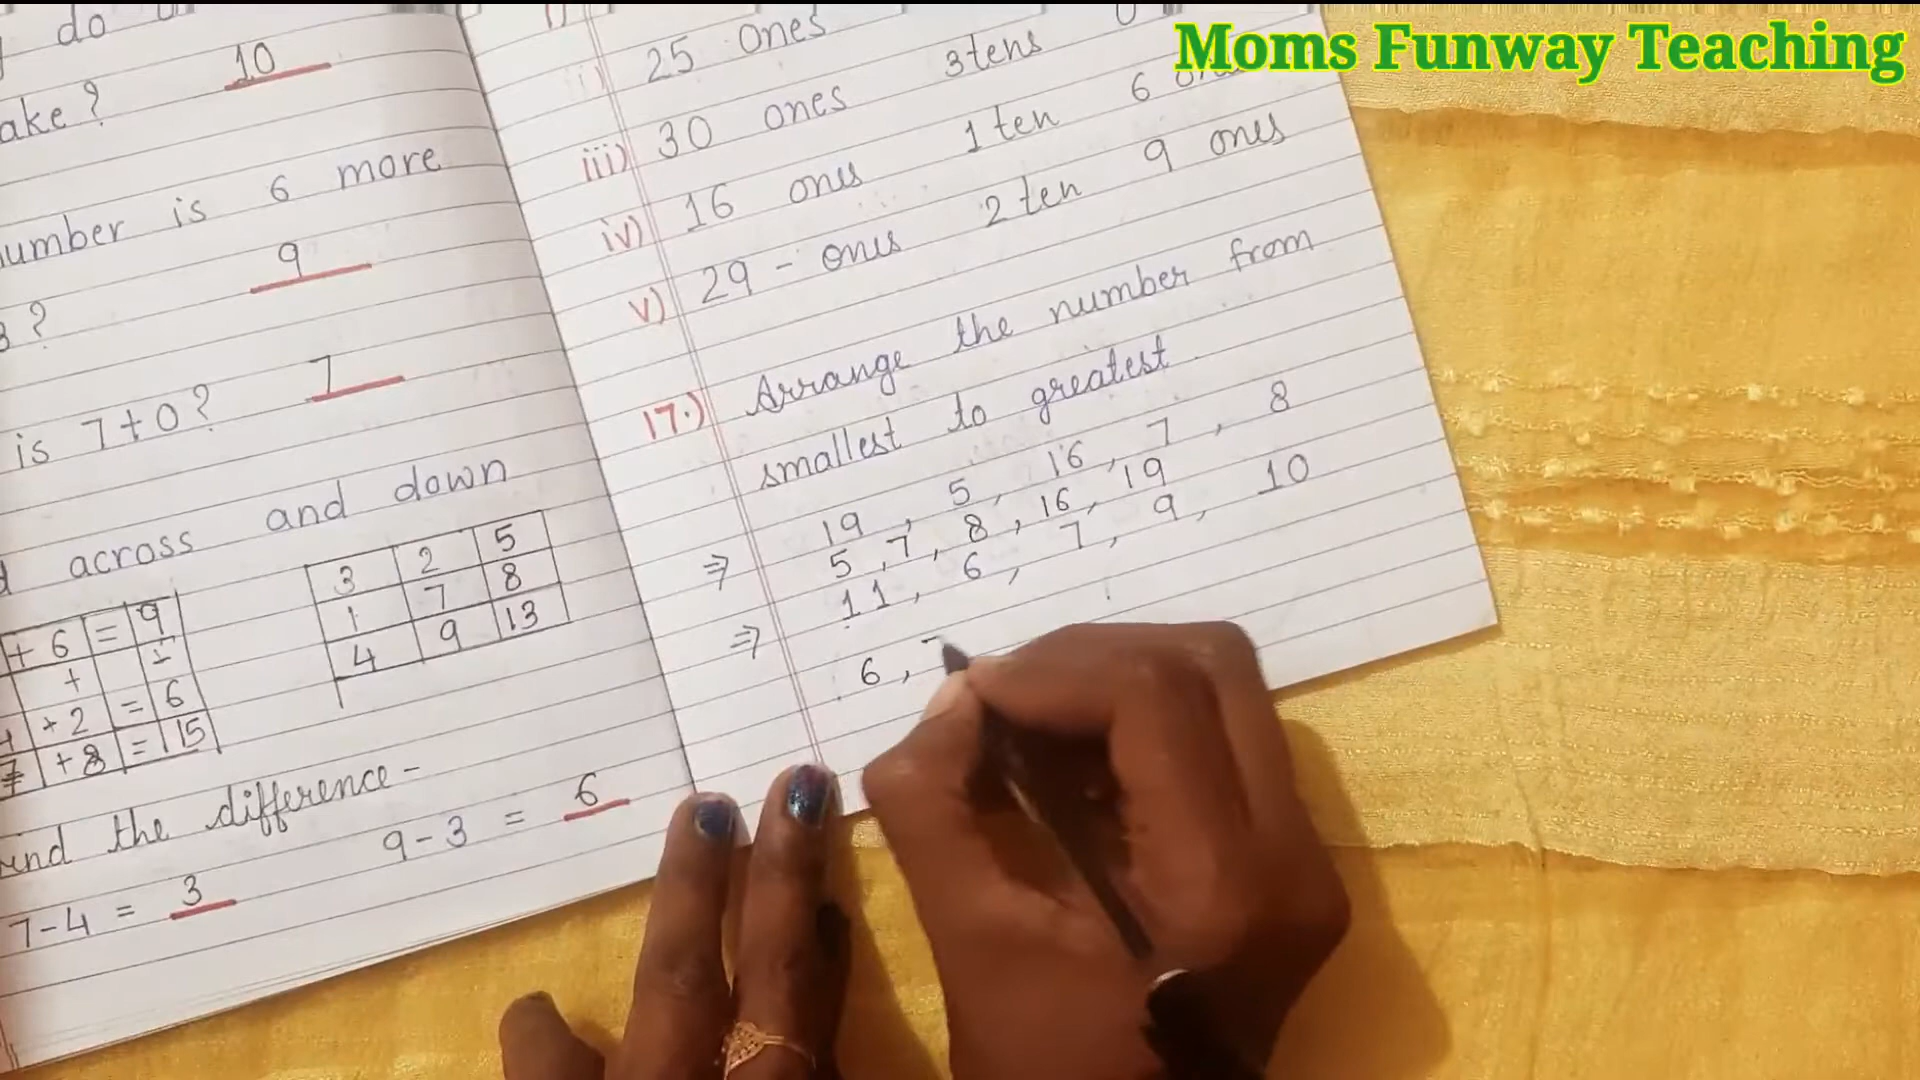 Moms Funway Teaching
do
10
ake?
umber is 6 more
9
3?
is 7+0? 7
across and down
+ 6 = 9
+ +
+2 = 6
7 +8 = 15
3 2 5
1 7 8
4 9 13
the difference -
7-4 = 3 9-3 = 6
25 ones
iii) 30 ones 3tens
iv) 16 ones 1 ten 6
v) 29 - ones 2 ten 9 ones
17.) Arrange the number from
smallest to greatest
19, 5, 16, 7, 8
⇒ 5, 7, 8, 16, 19
11, 6, 7, 9, 10
⇒ 6,